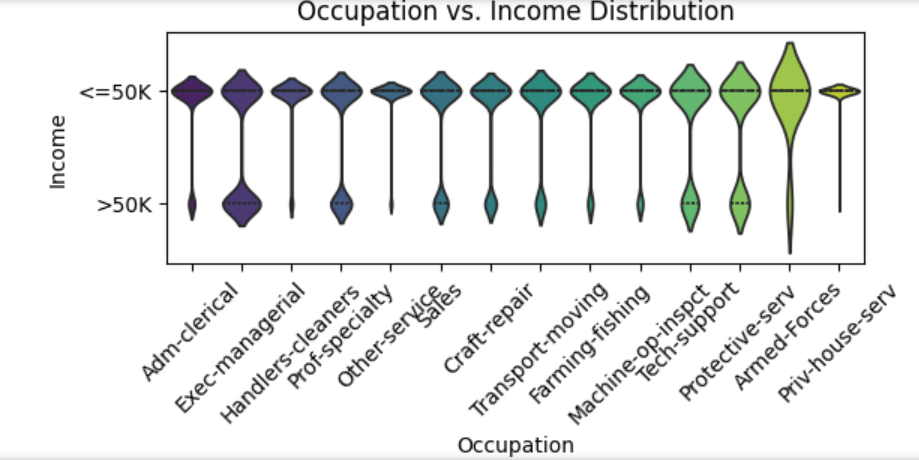 Occupation vs. Income Distribution
<=50K
>50K
Income
Adm-clerical
Exec-managerial
Handlers-cleaners
Prof-specialty
Other-service
Sales
Craft-repair
Transport-moving
Farming-fishing
Machine-op-inspct
Tech-support
Protective-serv
Armed-Forces
Priv-house-serv
Occupation